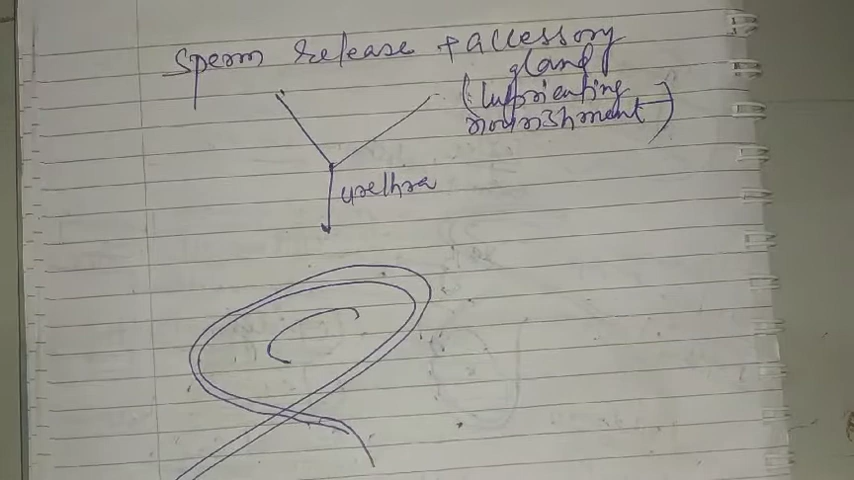 Sperm release + accessory
gland
(lubricating
nourishment)
urethra